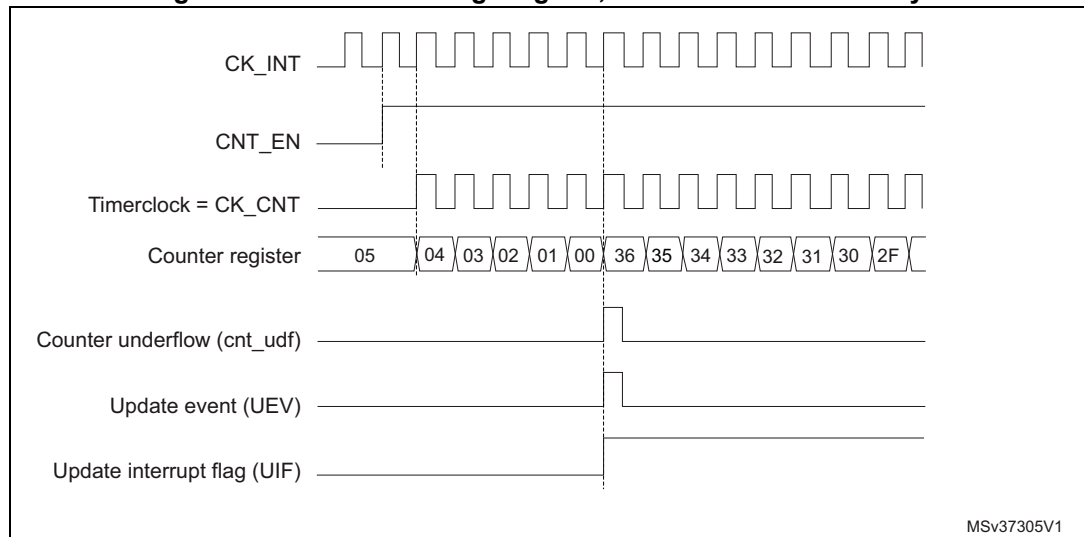 CK_INT
CNT_EN
Timerclock = CK_CNT
Counter register 05 04 03 02 01 00 36 35 34 33 32 31 30 2F
Counter underflow (cnt_udf)
Update event (UEV)
Update interrupt flag (UIF)
MSv37305V1